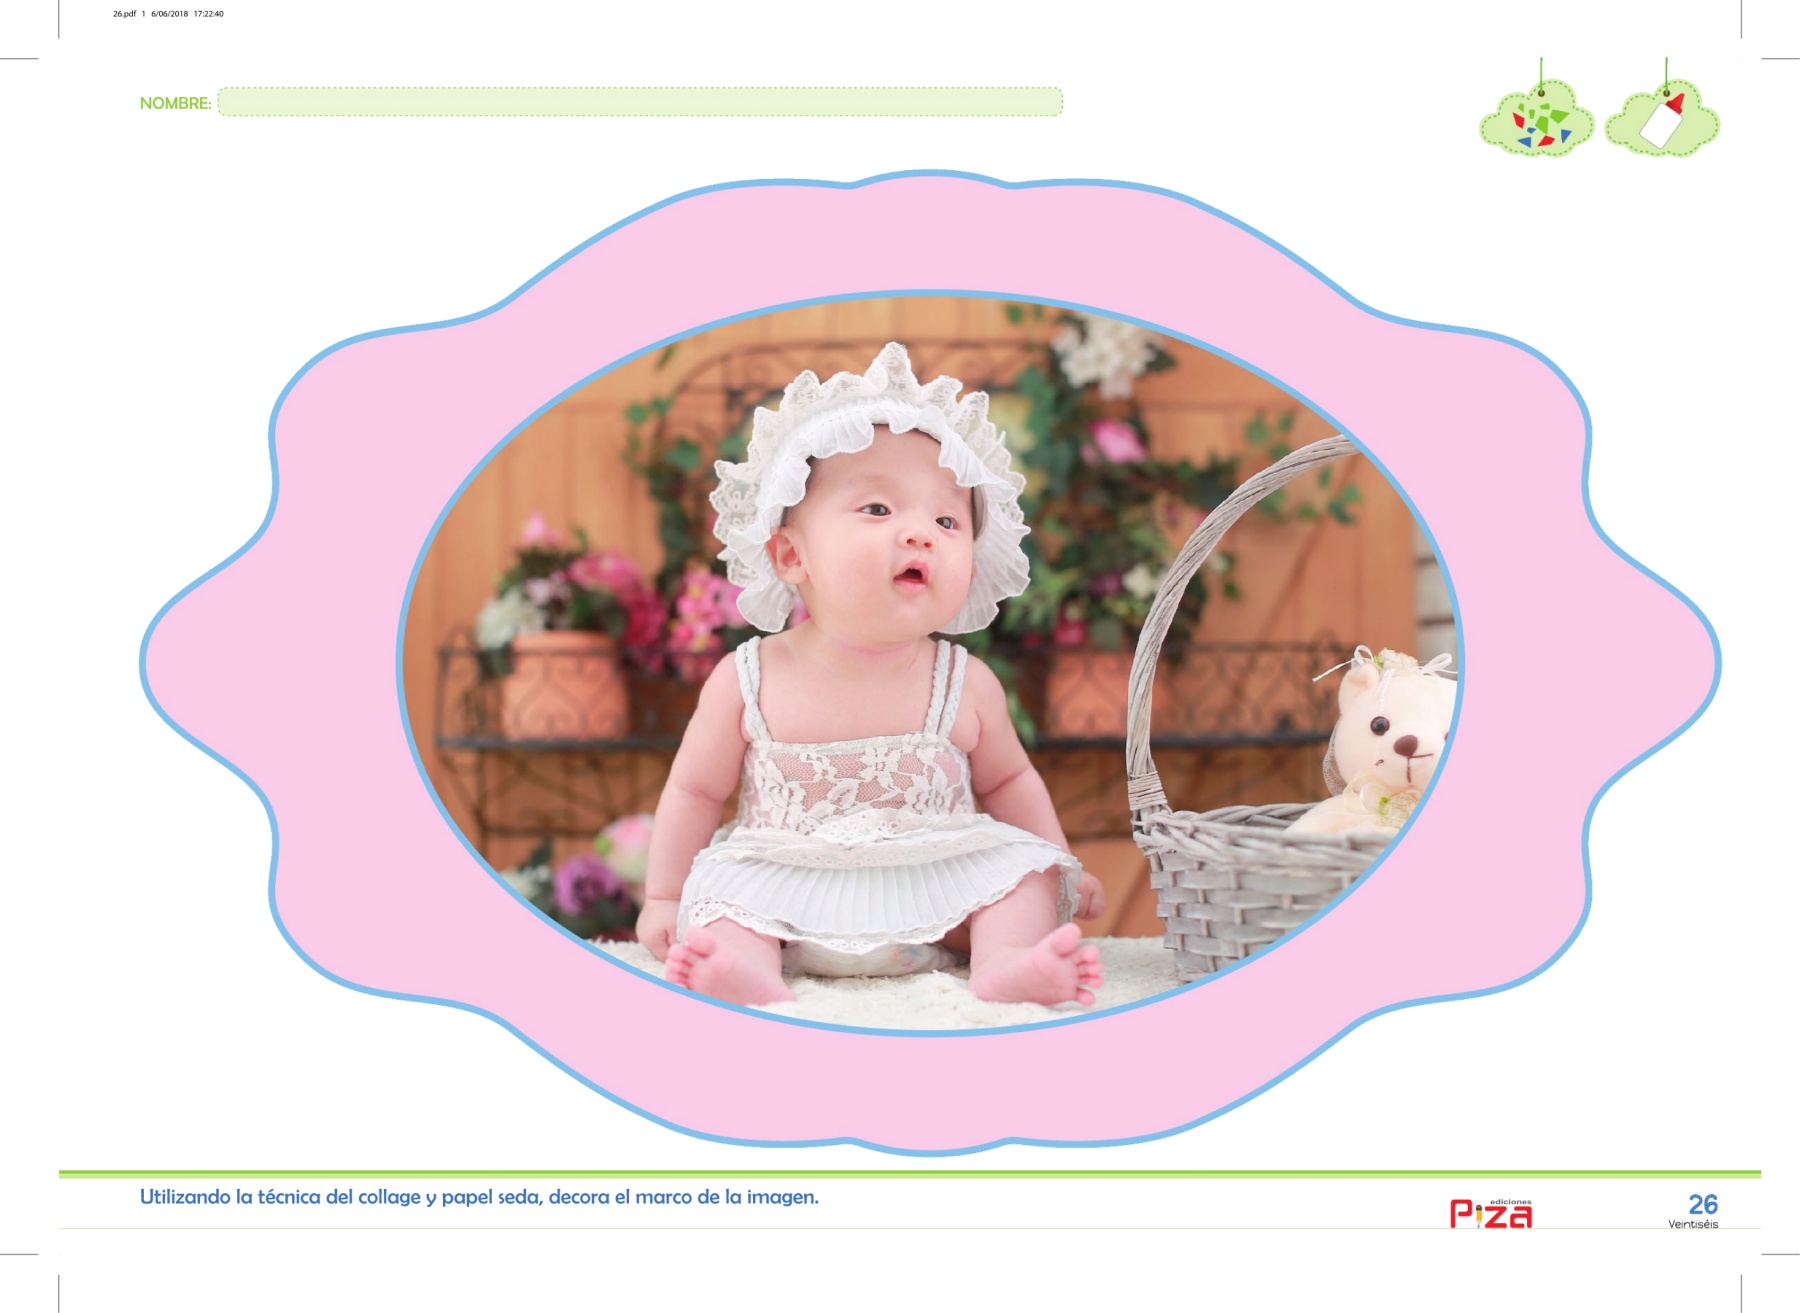 26.pdf 1 6/06/2018 17:22:40
NOMBRE:
Utilizando la técnica del collage y papel seda, decora el marco de la imagen.
ediciones
Piza
26
Veintiséis